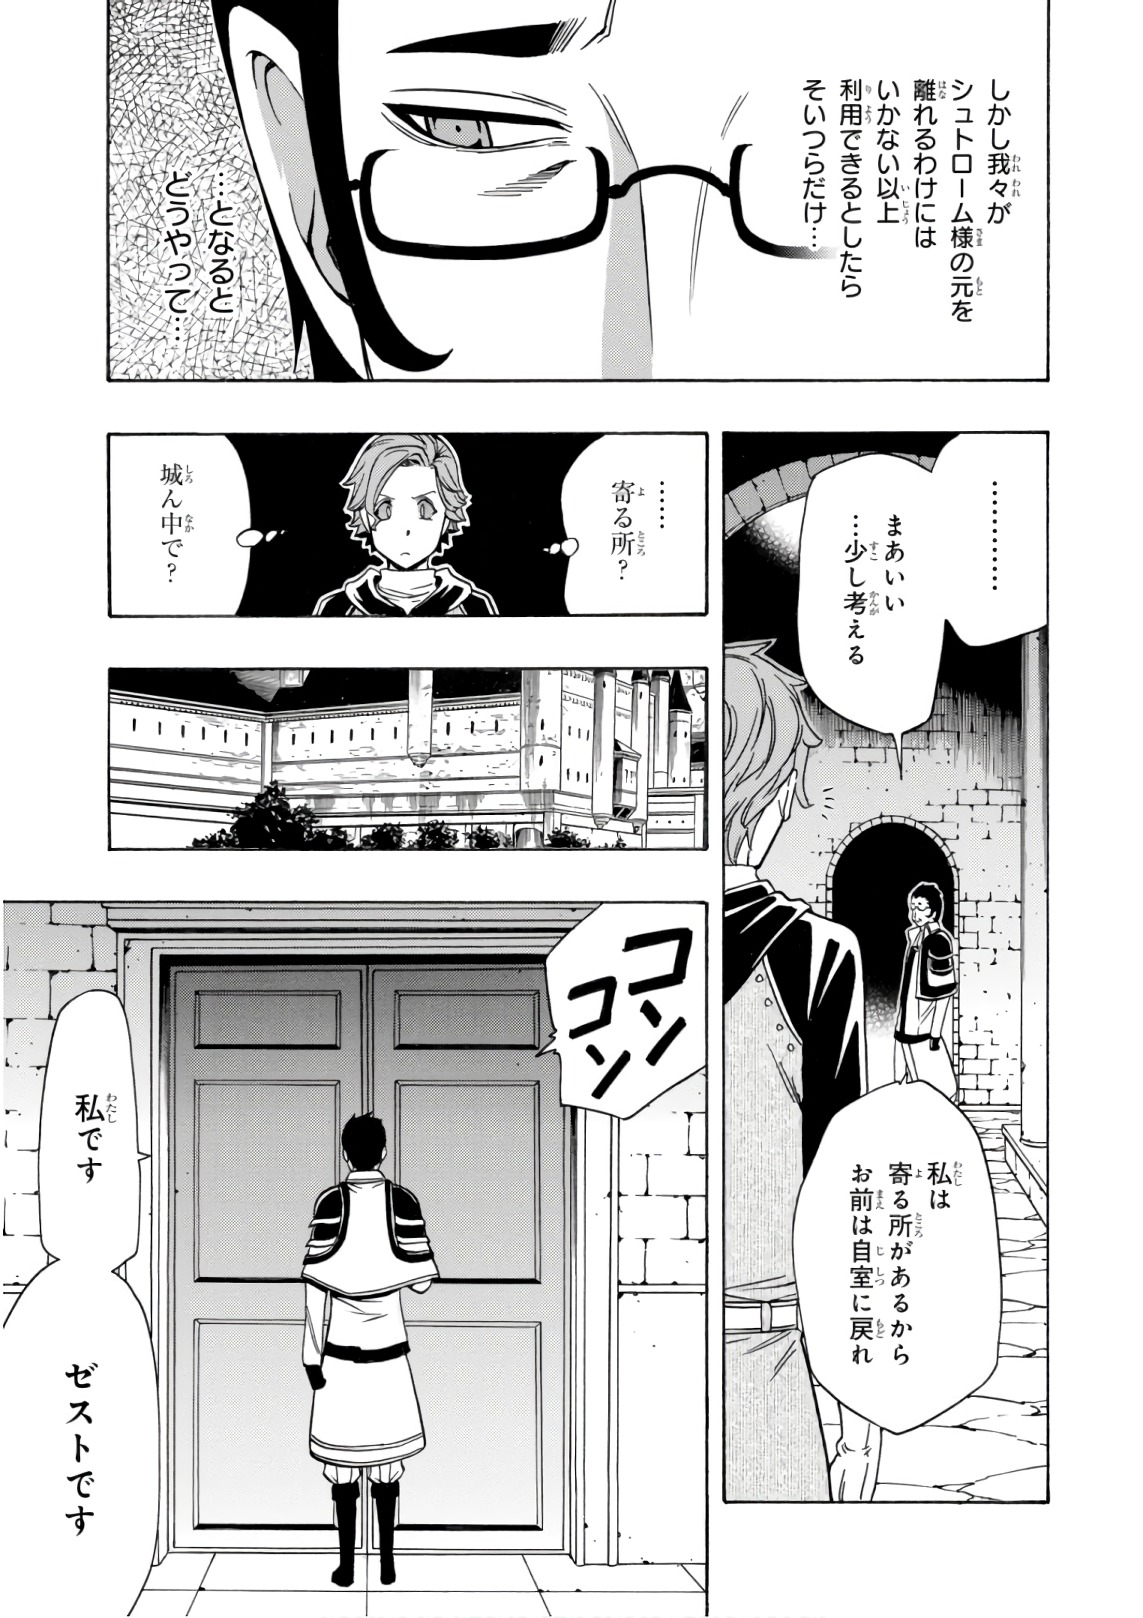 しかし我々が
シュトローム様の元を
離れるわけには
いかない以上
利用できるとしたら
そいつらだけ…
…となると
どうやって…
…………
まあいい
…少し考える
私は
寄る所があるから
お前は自室に戻れ
……
寄る所?
城ん中で?
コンコン
私です
ゼストです